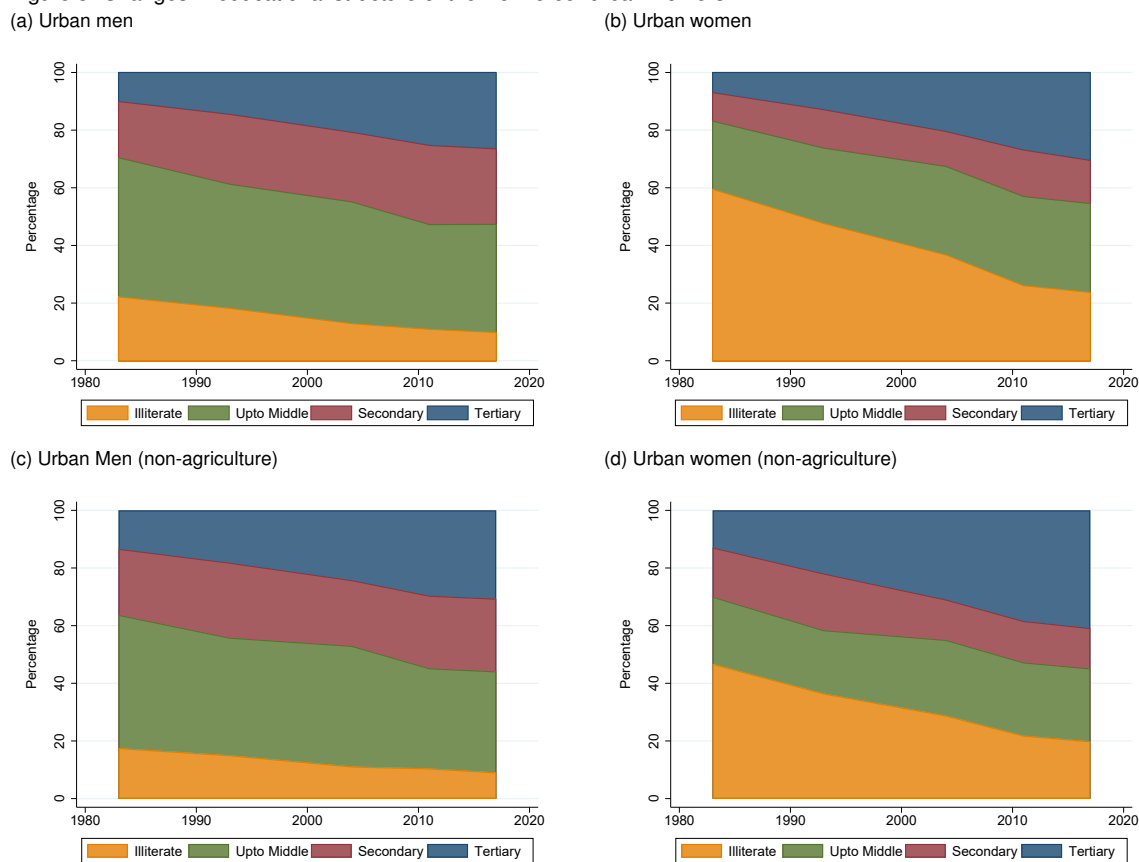 (a) Urban men
(b) Urban women
Percentage
0 20 40 60 80 100
1980 1990 2000 2010 2020
Illiterate Upto Middle Secondary Tertiary
Percentage
0 20 40 60 80 100
1980 1990 2000 2010 2020
Illiterate Upto Middle Secondary Tertiary
(c) Urban Men (non-agriculture)
(d) Urban women (non-agriculture)
Percentage
0 20 40 60 80 100
1980 1990 2000 2010 2020
Illiterate Upto Middle Secondary Tertiary
Percentage
0 20 40 60 80 100
1980 1990 2000 2010 2020
Illiterate Upto Middle Secondary Tertiary